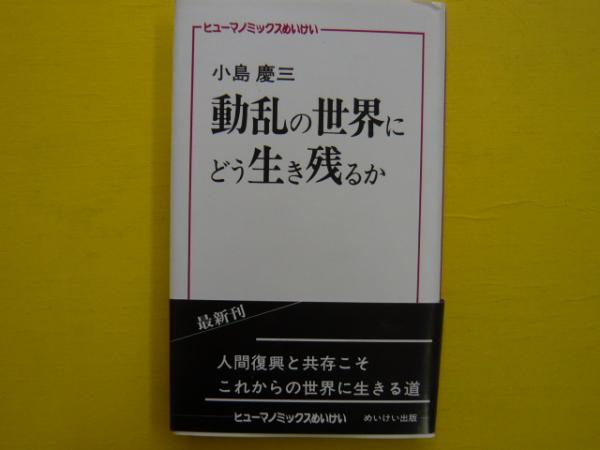 ヒューマノミックスめいけい
小島 慶三
動乱の世界に
どう生き残るか
最新刊
人間復興と共存こそ
これからの世界に生きる道
ヒューマノミックスめいけい めいけい出版